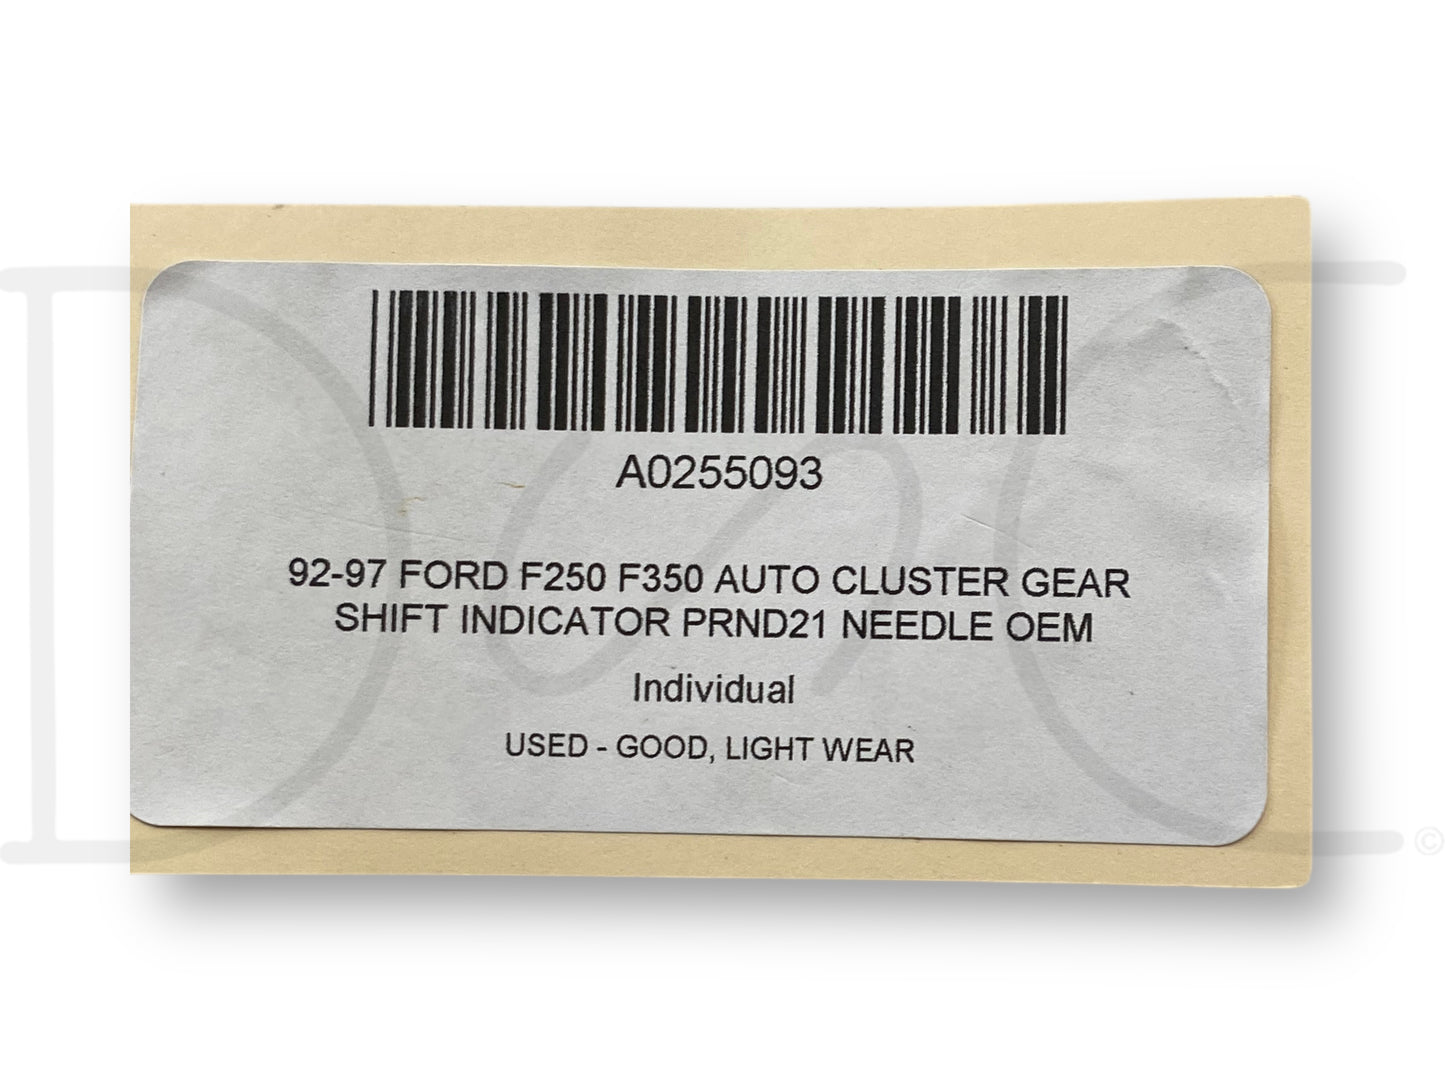 A0255093
92-97 FORD F250 F350 AUTO CLUSTER GEAR
SHIFT INDICATOR PRND21 NEEDLE OEM
Individual
USED - GOOD, LIGHT WEAR
©